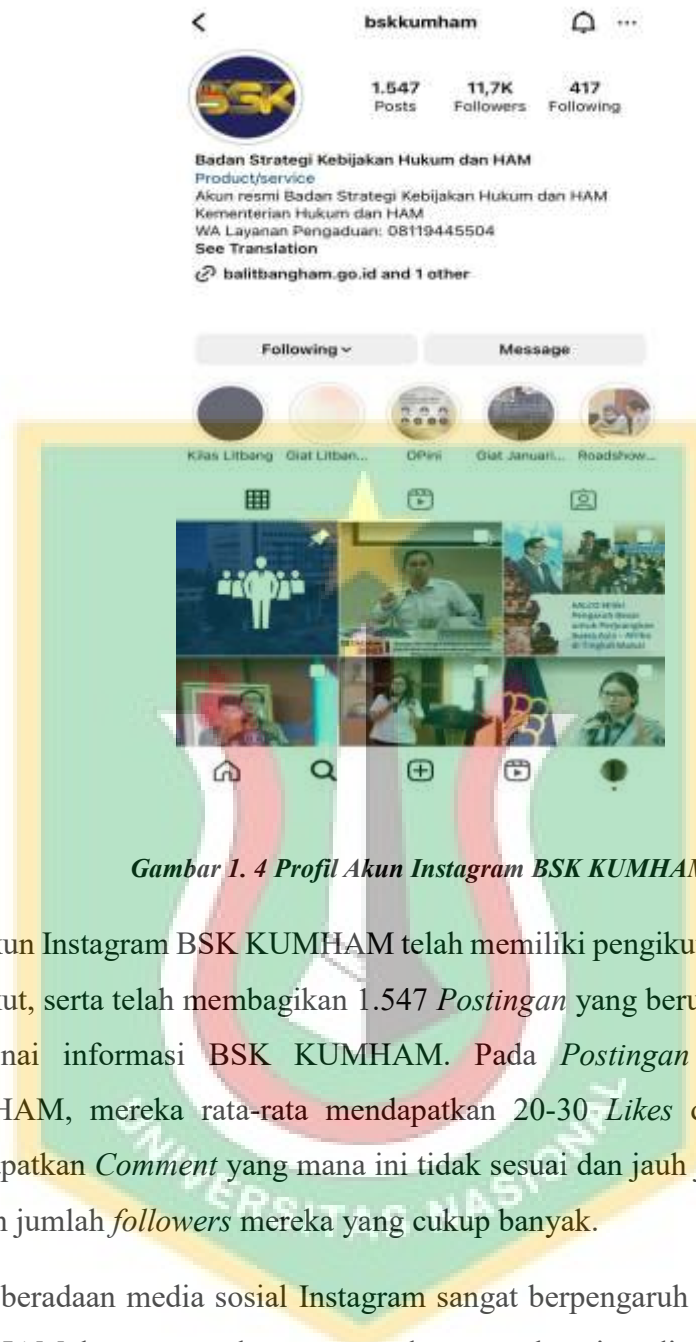 bskkumham
BSK
1.547 11,7K 417
Posts Followers Following
Badan Strategi Kebijakan Hukum dan HAM
Product/service
Akun resmi Badan Strategi Kebijakan Hukum dan HAM
Kementerian Hukum dan HAM
WA Layanan Pengaduan: 08119445504
See Translation
balitbangham.go.id and 1 other
Following Message
Kilas Litbang Giat Litban... OPini Giat Januari... Roadshow...
Gambar 1. 4 Profil Akun Instagram BSK KUMHAM
kun Instagram BSK KUMHAM telah memiliki pengiku
kut, serta telah membagikan 1.547 Postingan yang beru
nai informasi BSK KUMHAM. Pada Postingan
HAM, mereka rata-rata mendapatkan 20-30 Likes
apatkan Comment yang mana ini tidak sesuai dan jauh
n jumlah followers mereka yang cukup banyak.
beradaan media sosial Instagram sangat berpengaruh
UNIVERSITAS NASIONAL